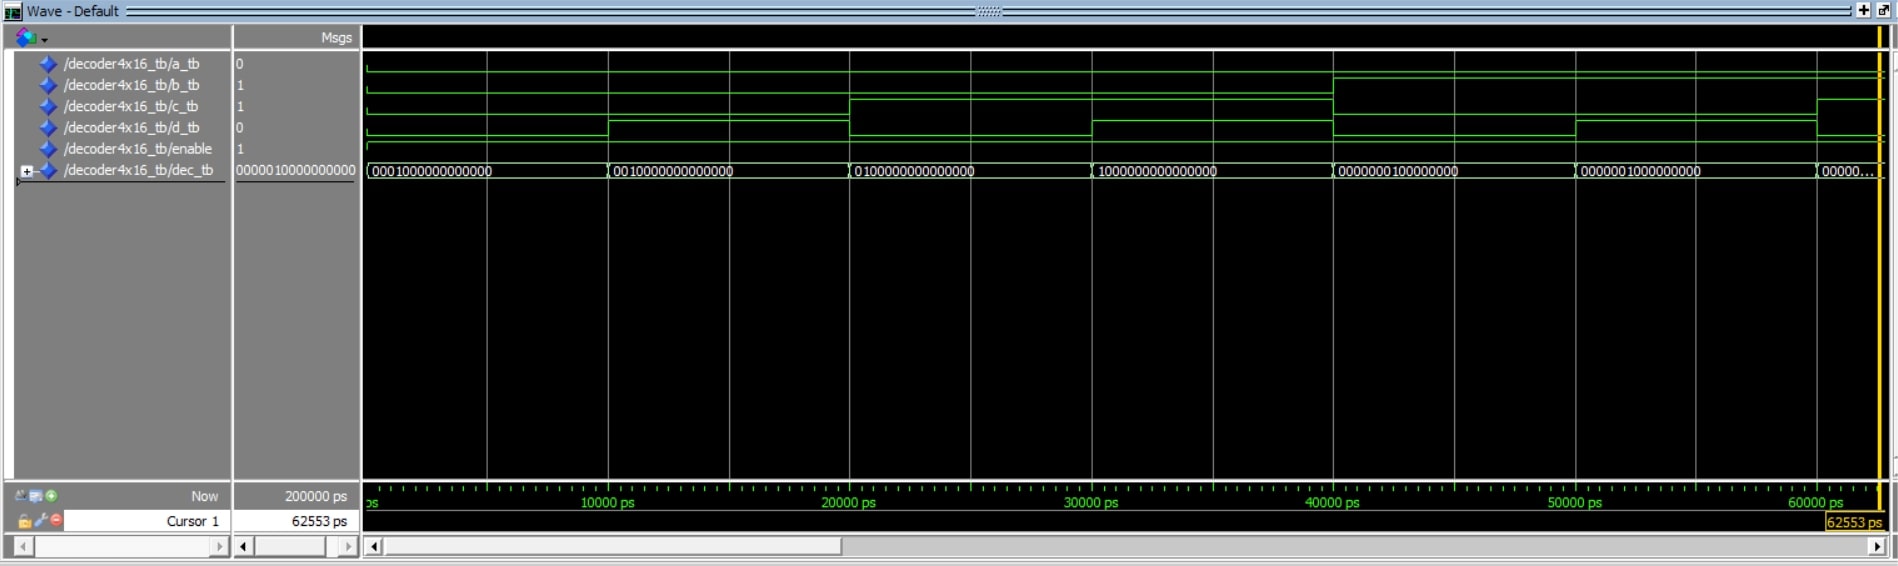 Wave - Default
Msgs
/decoder4x16_tb/a_tb 0
/decoder4x16_tb/b_tb 1
/decoder4x16_tb/c_tb 1
/decoder4x16_tb/d_tb 0
/decoder4x16_tb/enable 1
/decoder4x16_tb/dec_tb 0000010000000000 0001000000000000 0010000000000000 0100000000000000 1000000000000000 0000000100000000 0000001000000000 00000...
Now 200000 ps ps 10000 ps 20000 ps 30000 ps 40000 ps 50000 ps 60000 ps
Cursor 1 62553 ps 62553 ps